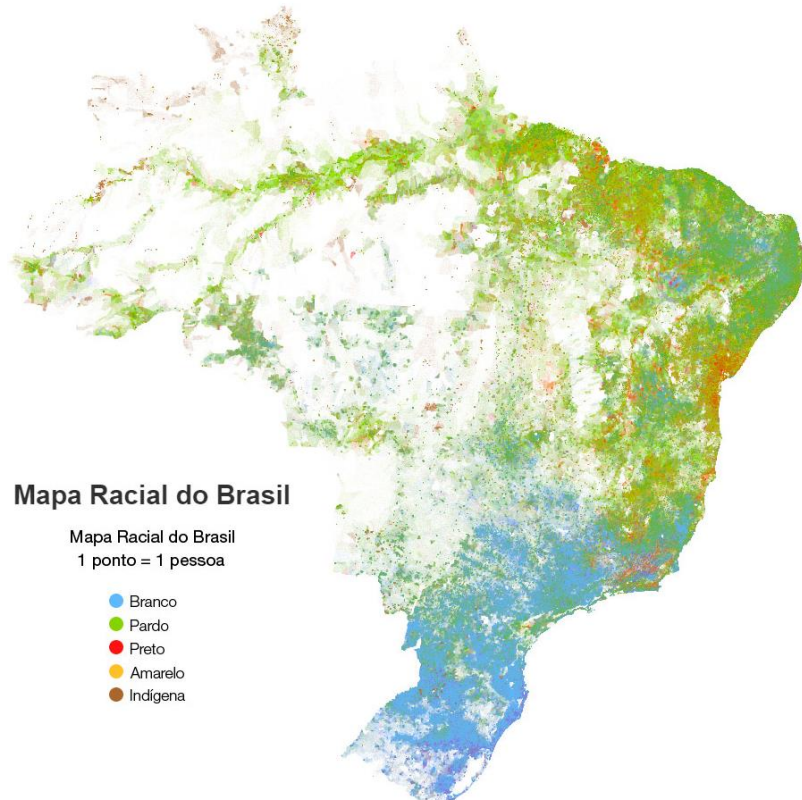 Mapa Racial do Brasil
Mapa Racial do Brasil
1 ponto = 1 pessoa
Branco
Pardo
Preto
Amarelo
Indígena